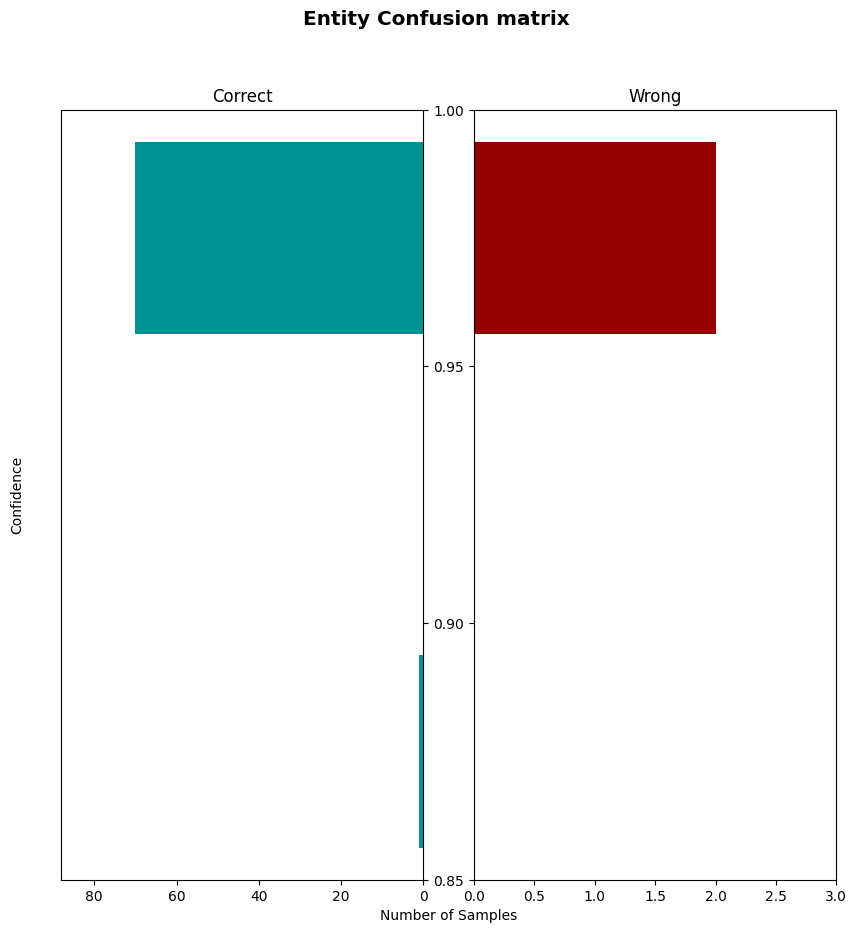 Entity Confusion matrix
Correct
Wrong
1.00
0.95
0.90
0.85
Confidence
80 60 40 20 0
0.0 0.5 1.0 1.5 2.0 2.5 3.0
Number of Samples